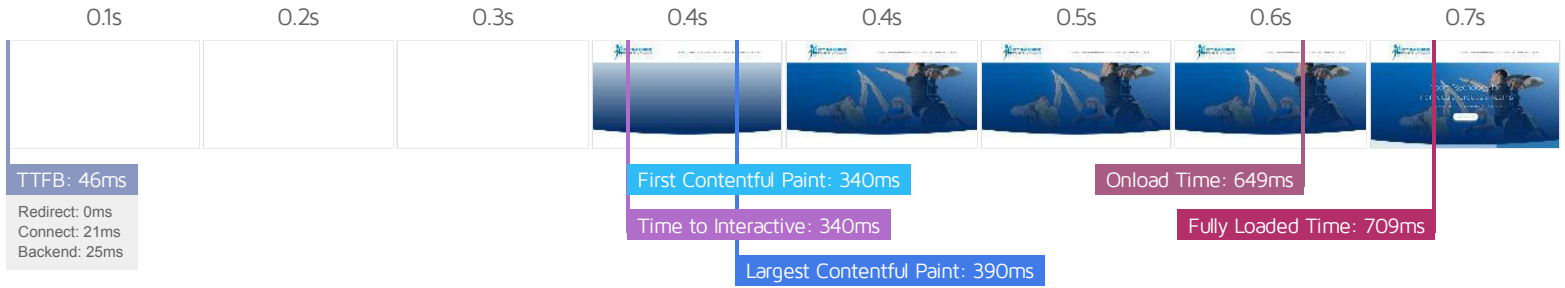 0.1s
0.2s
0.3s
0.4s
0.4s
0.5s
0.6s
0.7s
TTFB: 46ms
Redirect: 0ms
Connect: 21ms
Backend: 25ms
First Contentful Paint: 340ms
Time to Interactive: 340ms
Largest Contentful Paint: 390ms
Onload Time: 649ms
Fully Loaded Time: 709ms